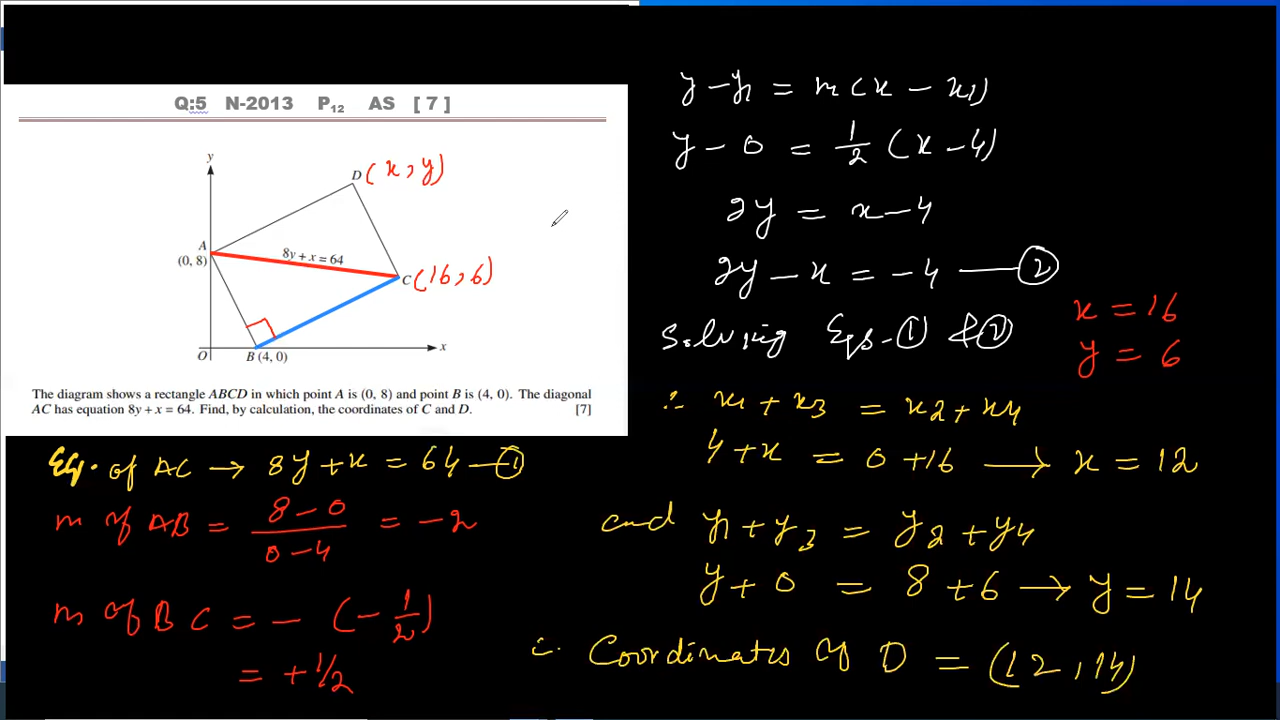 Q:5 N-2013 P12 AS [ 7 ]
y
D (x, y)
A
(0, 8)
8y + x = 64
C (16, 6)
O
B (4, 0)
x
The diagram shows a rectangle ABCD in which point A is (0, 8) and point B is (4, 0). The diagonal
AC has equation 8y + x = 64. Find, by calculation, the coordinates of C and D. [7]
Eq. of AC → 8y + x = 64 — ①
m of AB = 8 - 0 / 0 - 4 = -2
m of BC = - (- 1/2)
= + 1/2
y - y1 = m (x - x1)
y - 0 = 1/2 (x - 4)
2y = x - 4
2y - x = -4 — ②
Solving Eqs - ① & ②
x = 16
y = 6
∴ x1 + x3 = x2 + x4
4 + x = 0 + 16 → x = 12
and y1 + y3 = y2 + y4
y + 0 = 8 + 6 → y = 14
∴ Coordinates of D = (12, 14)